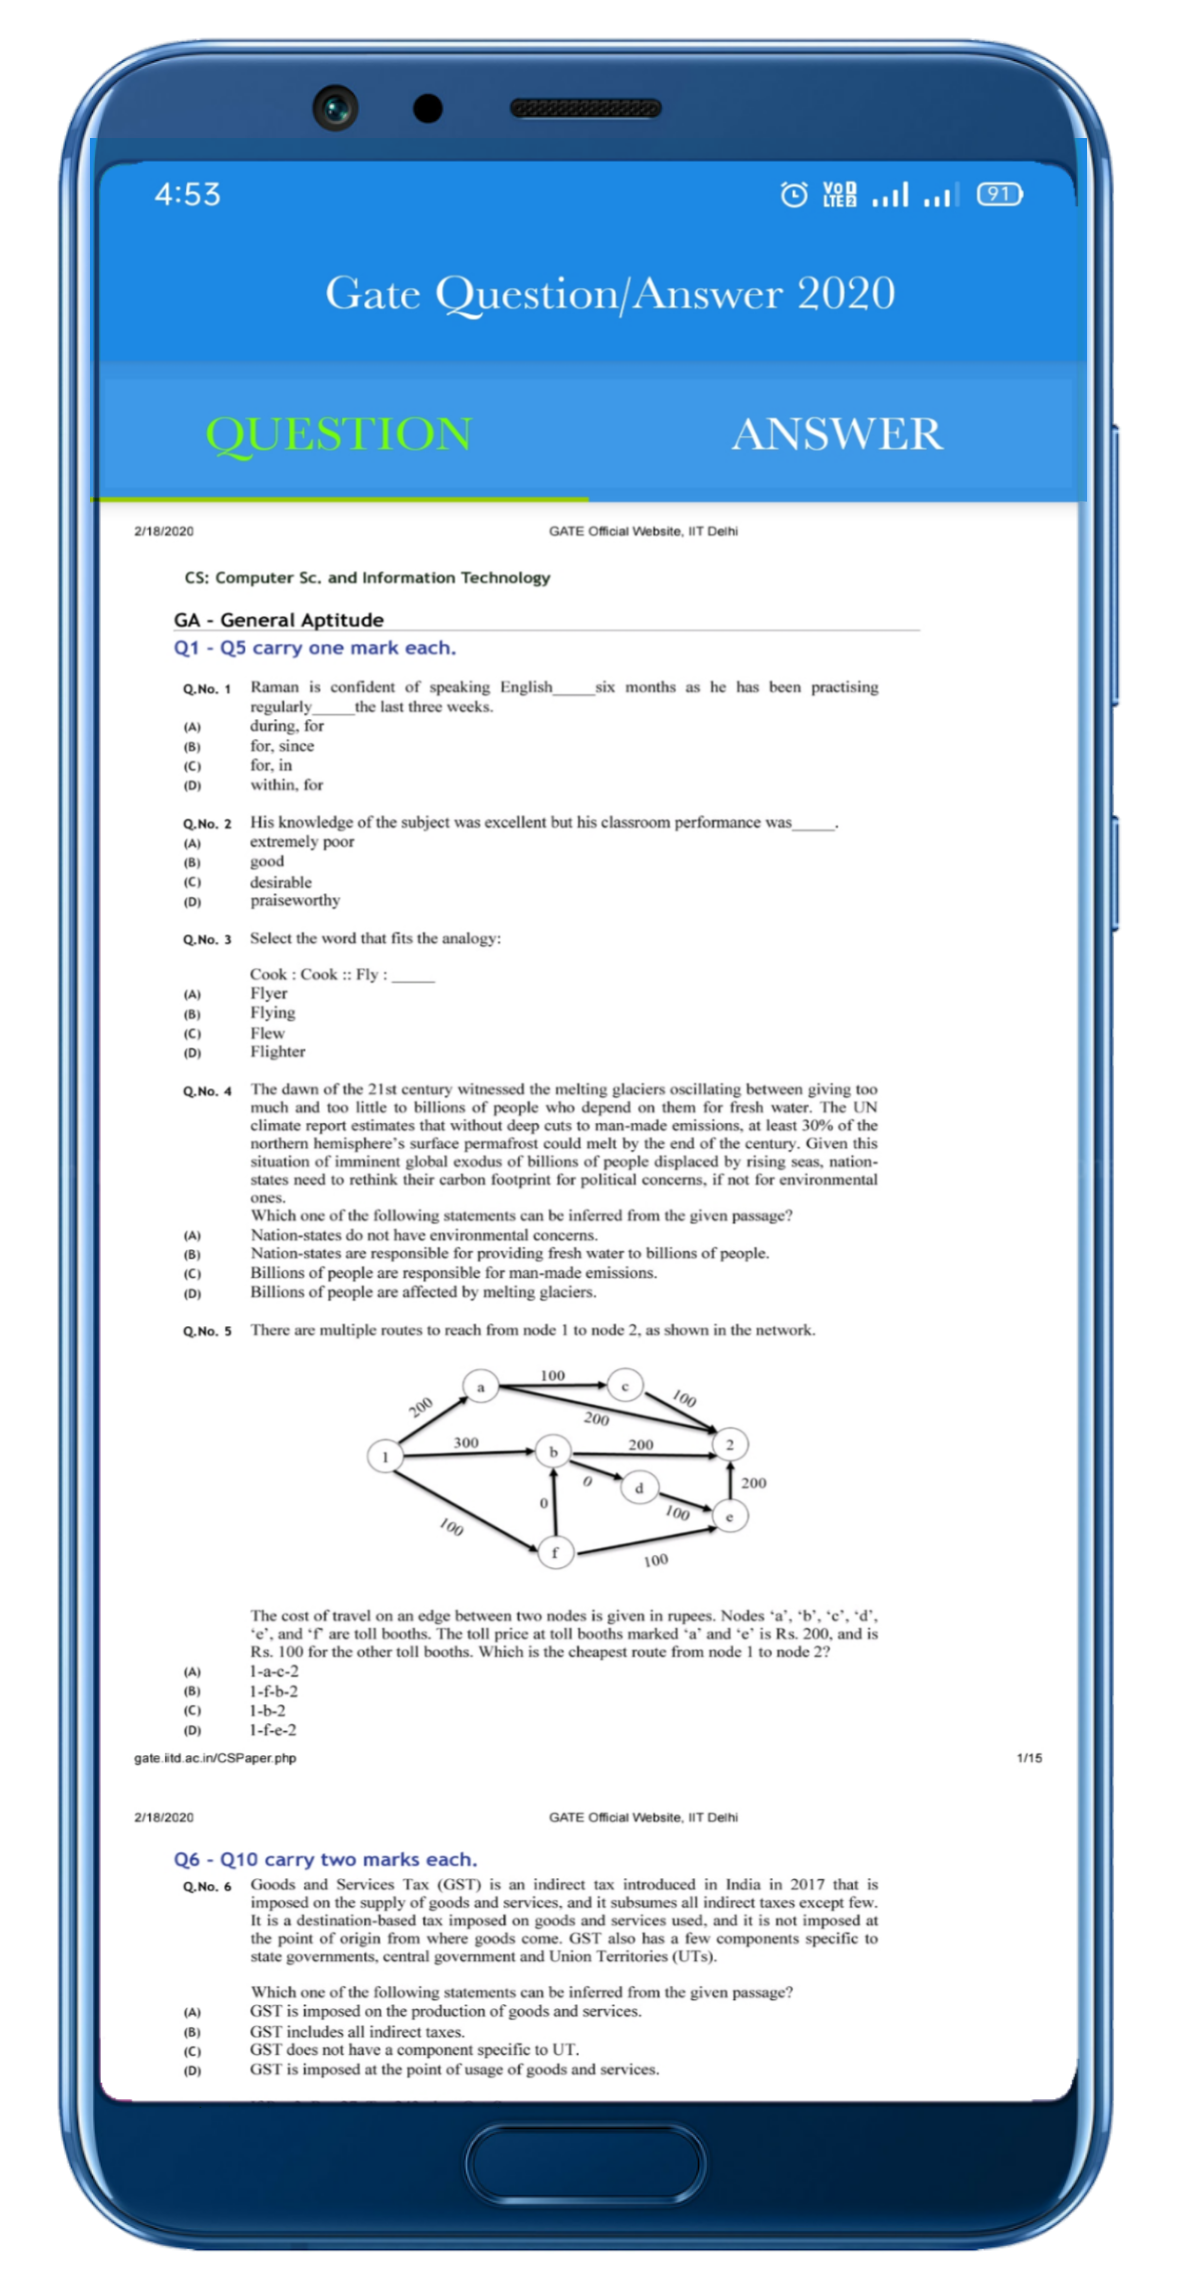 4:53
VoD LTE2 91
Gate Question/Answer 2020
QUESTION ANSWER
2/18/2020 GATE Official Website, IIT Delhi
CS: Computer Sc. and Information Technology
GA - General Aptitude
Q1 - Q5 carry one mark each.
Q.No. 1 Raman is confident of speaking English_____six months as he has been practising
regularly_____the last three weeks.
(A) during, for
(B) for, since
(C) for, in
(D) within, for
Q.No. 2 His knowledge of the subject was excellent but his classroom performance was_____.
(A) extremely poor
(B) good
(C) desirable
(D) praiseworthy
Q.No. 3 Select the word that fits the analogy:
Cook : Cook :: Fly : _____
(A) Flyer
(B) Flying
(C) Flew
(D) Flighter
Q.No. 4 The dawn of the 21st century witnessed the melting glaciers oscillating between giving too
much and too little to billions of people who depend on them for fresh water. The UN
climate report estimates that without deep cuts to man-made emissions, at least 30% of the
northern hemisphere's surface permafrost could melt by the end of the century. Given this
situation of imminent global exodus of billions of people displaced by rising seas, nation-
states need to rethink their carbon footprint for political concerns, if not for environmental
ones.
Which one of the following statements can be inferred from the given passage?
(A) Nation-states do not have environmental concerns.
(B) Nation-states are responsible for providing fresh water to billions of people.
(C) Billions of people are responsible for man-made emissions.
(D) Billions of people are affected by melting glaciers.
Q.No. 5 There are multiple routes to reach from node 1 to node 2, as shown in the network.
100
a c
200 100
200
300 200
1 b 2
0 d 200
0 100 e
100 f
100
The cost of travel on an edge between two nodes is given in rupees. Nodes 'a', 'b', 'c', 'd',
'e', and 'f' are toll booths. The toll price at toll booths marked 'a' and 'e' is Rs. 200, and is
Rs. 100 for the other toll booths. Which is the cheapest route from node 1 to node 2?
(A) 1-a-c-2
(B) 1-f-b-2
(C) 1-b-2
(D) 1-f-e-2
gate.iitd.ac.in/CSPaper.php 1/15
2/18/2020 GATE Official Website, IIT Delhi
Q6 - Q10 carry two marks each.
Q.No. 6 Goods and Services Tax (GST) is an indirect tax introduced in India in 2017 that is
imposed on the supply of goods and services, and it subsumes all indirect taxes except few.
It is a destination-based tax imposed on goods and services used, and it is not imposed at
the point of origin from where goods come. GST also has a few components specific to
state governments, central government and Union Territories (UTs).
Which one of the following statements can be inferred from the given passage?
(A) GST is imposed on the production of goods and services.
(B) GST includes all indirect taxes.
(C) GST does not have a component specific to UT.
(D) GST is imposed at the point of usage of goods and services.